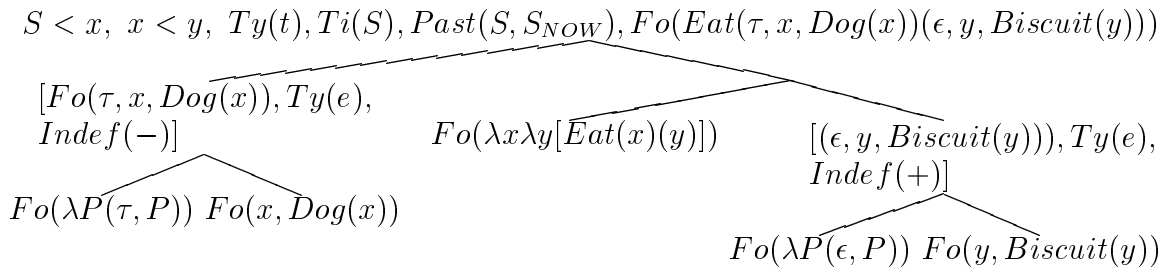 S < x, x < y, Ty(t), Ti(S), Past(S, S_NOW), Fo(Eat(τ, x, Dog(x))(ϵ, y, Biscuit(y)))
[Fo(τ, x, Dog(x)), Ty(e),
Indef(−)]
Fo(λxλy[Eat(x)(y)])
[(ϵ, y, Biscuit(y))), Ty(e),
Indef(+)]
Fo(λP(τ, P)) Fo(x, Dog(x))
Fo(λP(ϵ, P)) Fo(y, Biscuit(y))